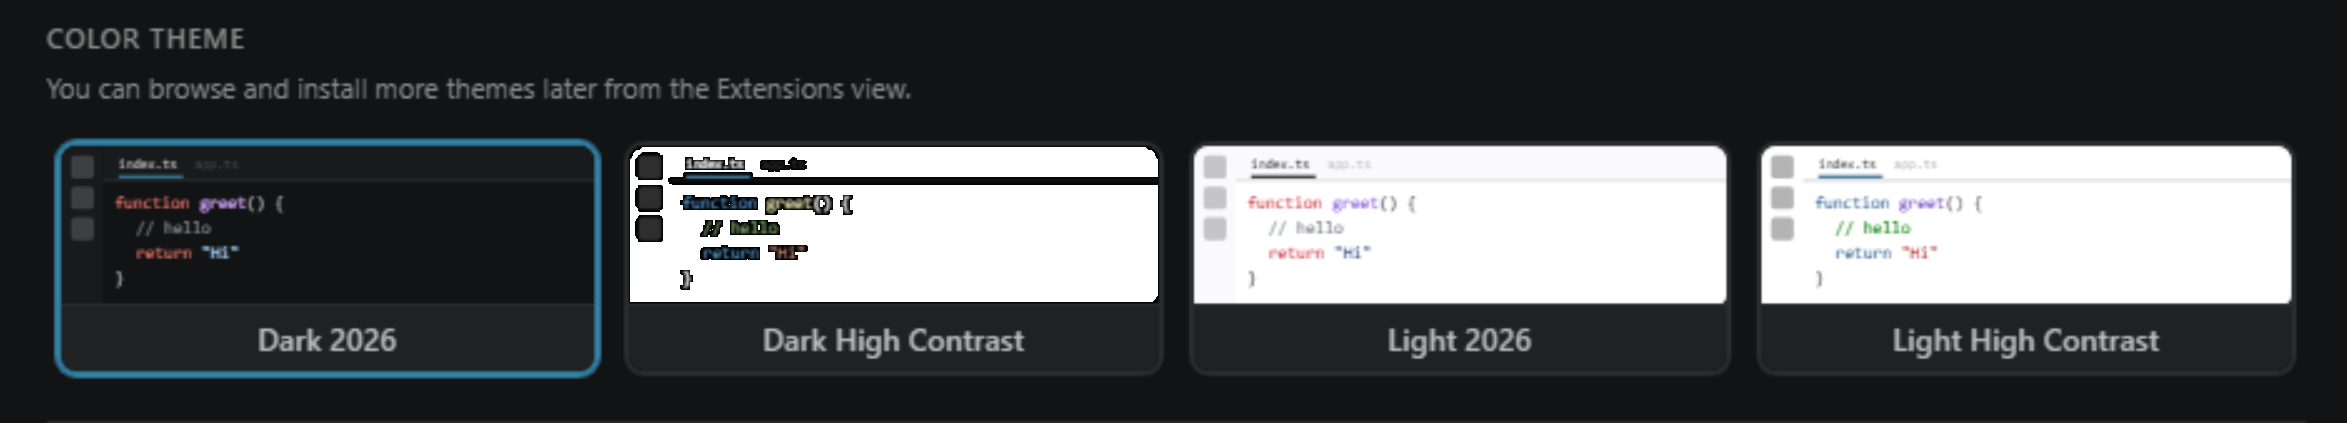 COLOR THEME
You can browse and install more themes later from the Extensions view.
index.ts app.ts
function greet() {
// hello
return "Hi"
}
Dark 2026
index.ts app.ts
function greet() {
// hello
return "Hi"
}
Dark High Contrast
index.ts app.ts
function greet() {
// hello
return "Hi"
}
Light 2026
index.ts app.ts
function greet() {
// hello
return "Hi"
}
Light High Contrast